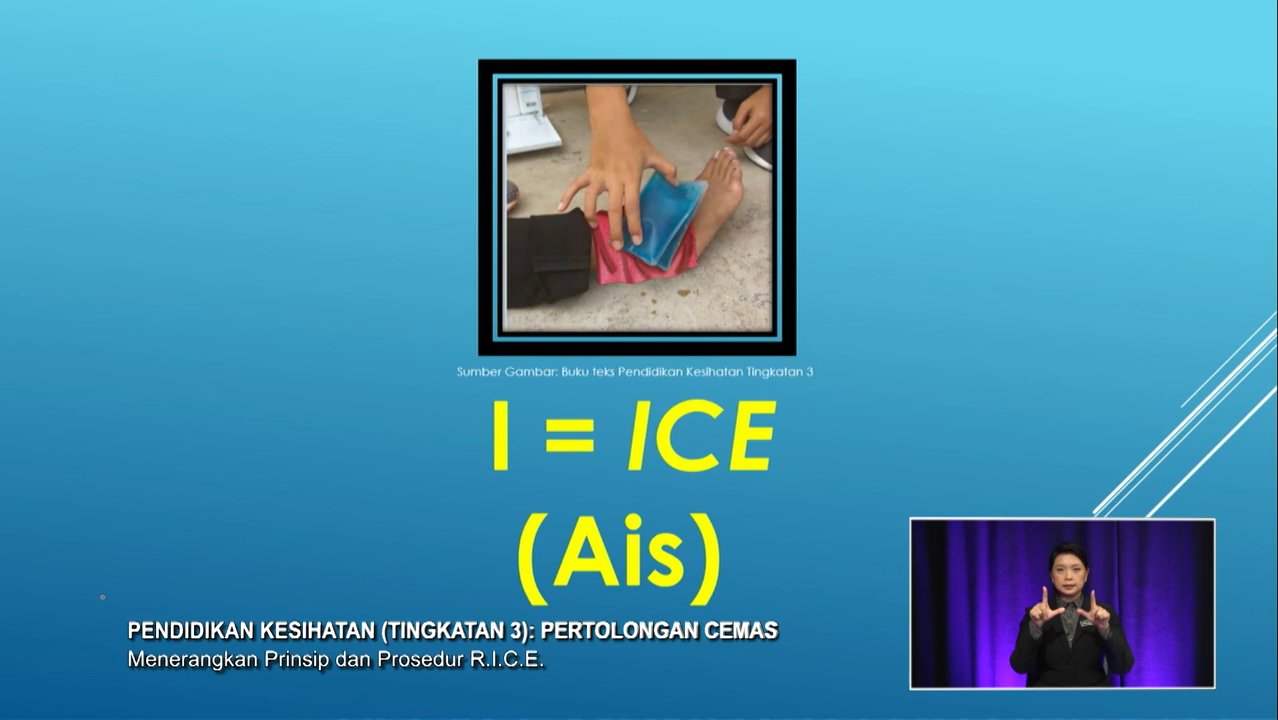 Sumber Gambar: Buku teks Pendidikan Kesihatan Tingkatan 3
I = ICE
(Ais)
PENDIDIKAN KESIHATAN (TINGKATAN 3): PERTOLONGAN CEMAS
Menerangkan Prinsip dan Prosedur R.I.C.E.